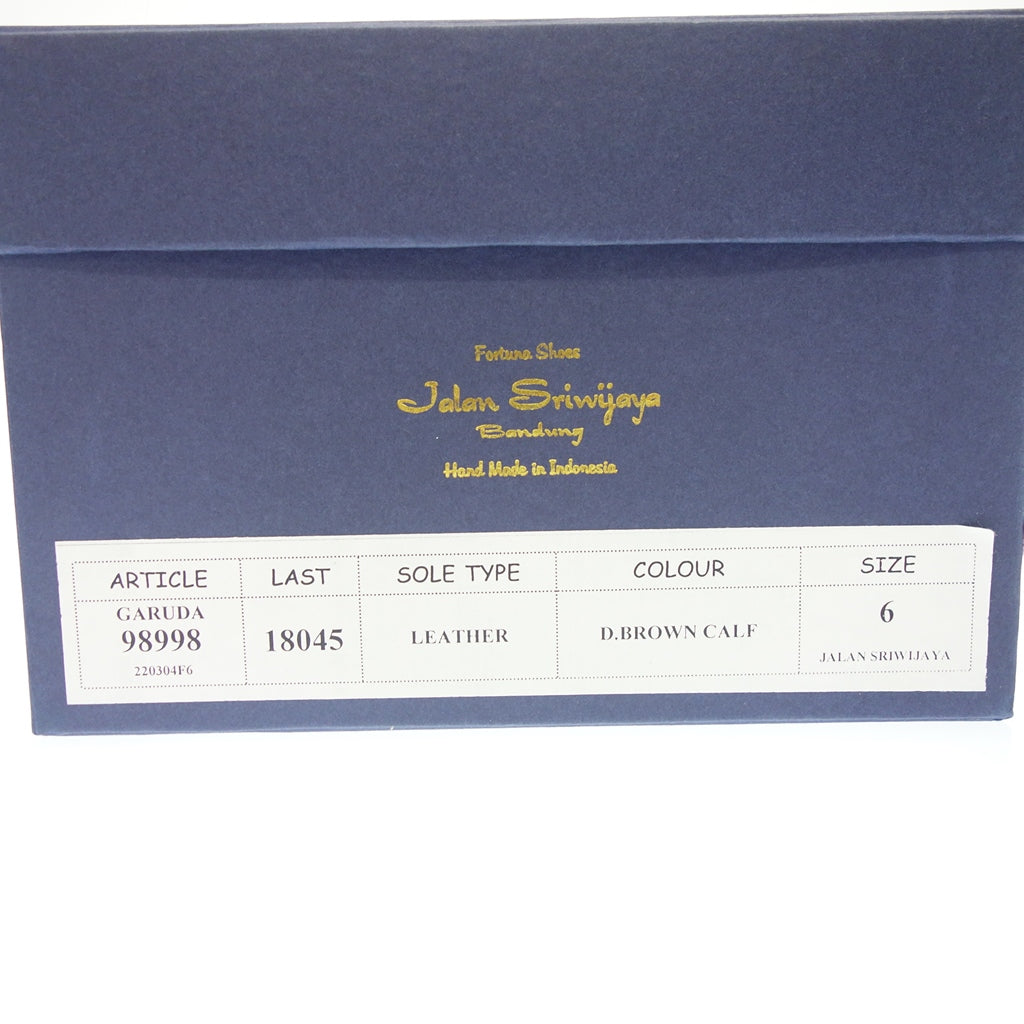 Fortuna Shoes
Jalan Sriwijaya
Bandung
Hand Made in Indonesia
ARTICLE LAST SOLE TYPE COLOUR SIZE
GARUDA
98998 18045 LEATHER D.BROWN CALF 6
220304F6 JALAN SRIWIJAYA